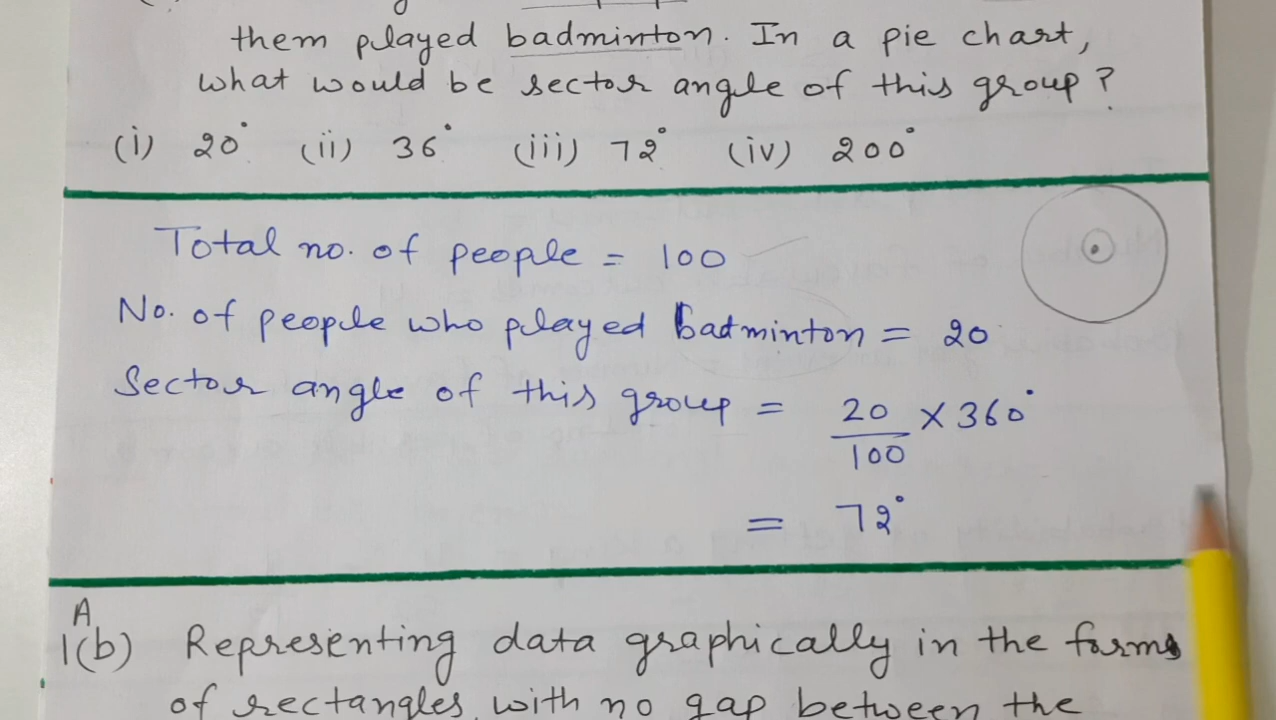 them played badminton. In a pie chart,
what would be sector angle of this group?
(i) 20° (ii) 36° (iii) 72° (iv) 200°
Total no. of people = 100
No. of people who played badminton = 20
Sector angle of this group = 20/100 × 360°
= 72°
A
1(b) Representing data graphically in the forms
of rectangles with no gap between the